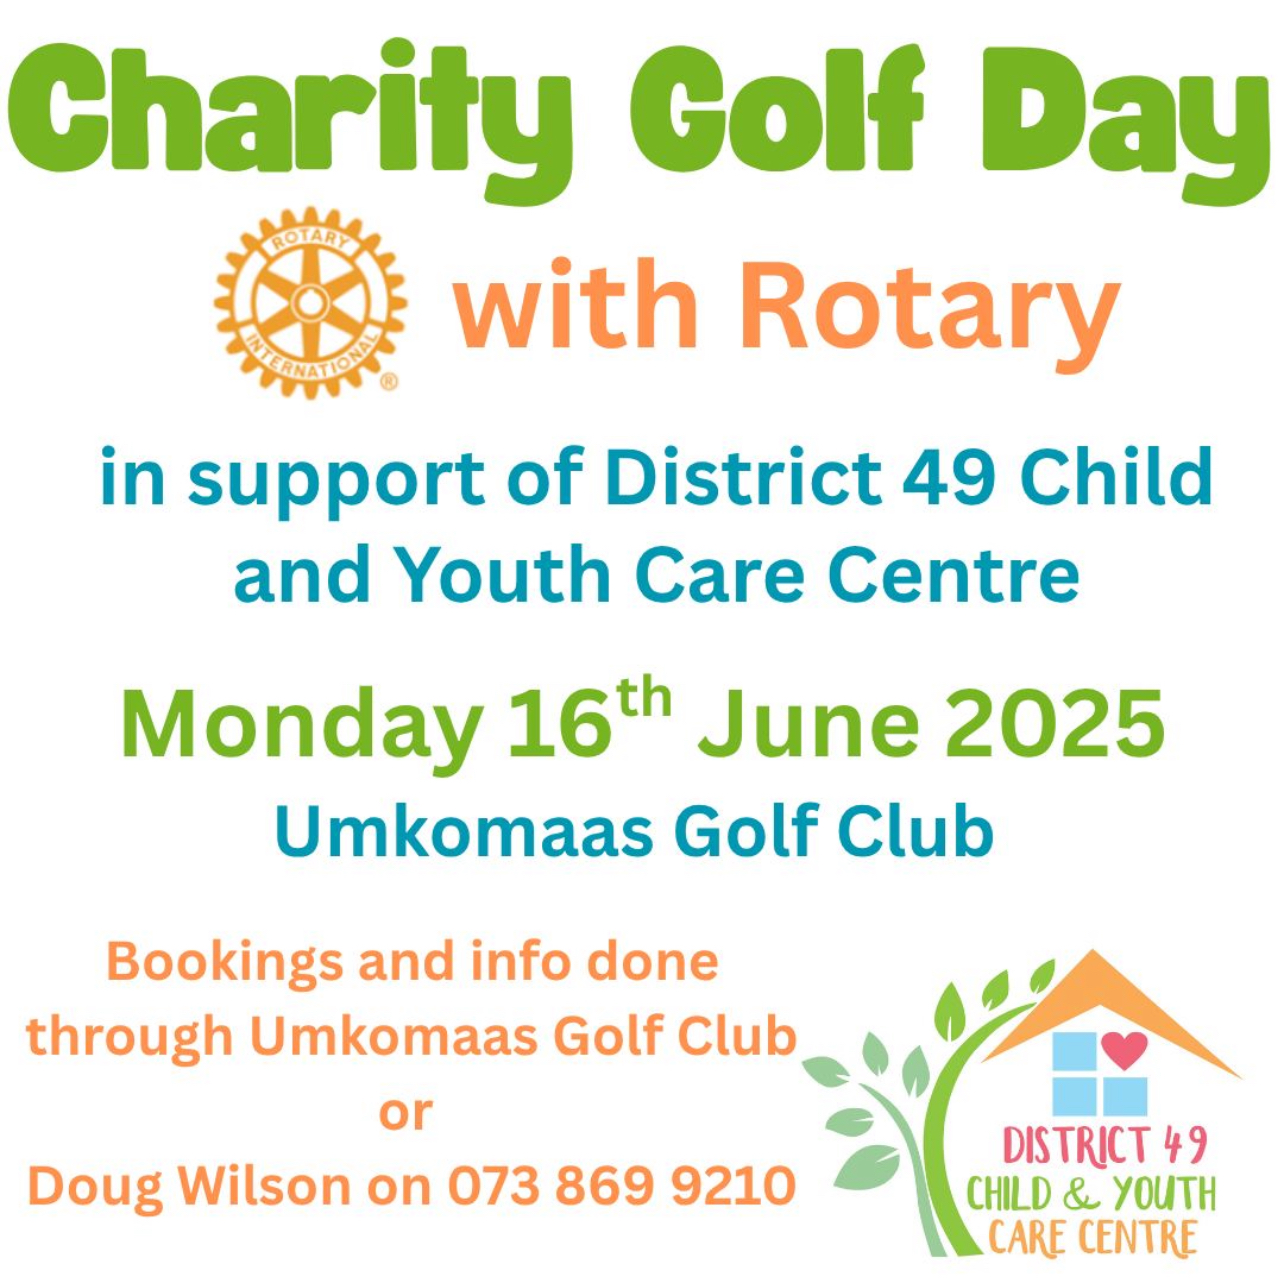 Charity Golf Day
ROTARY
INTERNATIONAL
®
with Rotary
in support of District 49 Child
and Youth Care Centre
Monday 16th June 2025
Umkomaas Golf Club
Bookings and info done
through Umkomaas Golf Club
or
Doug Wilson on 073 869 9210
DISTRICT 49
CHILD & YOUTH
CARE CENTRE